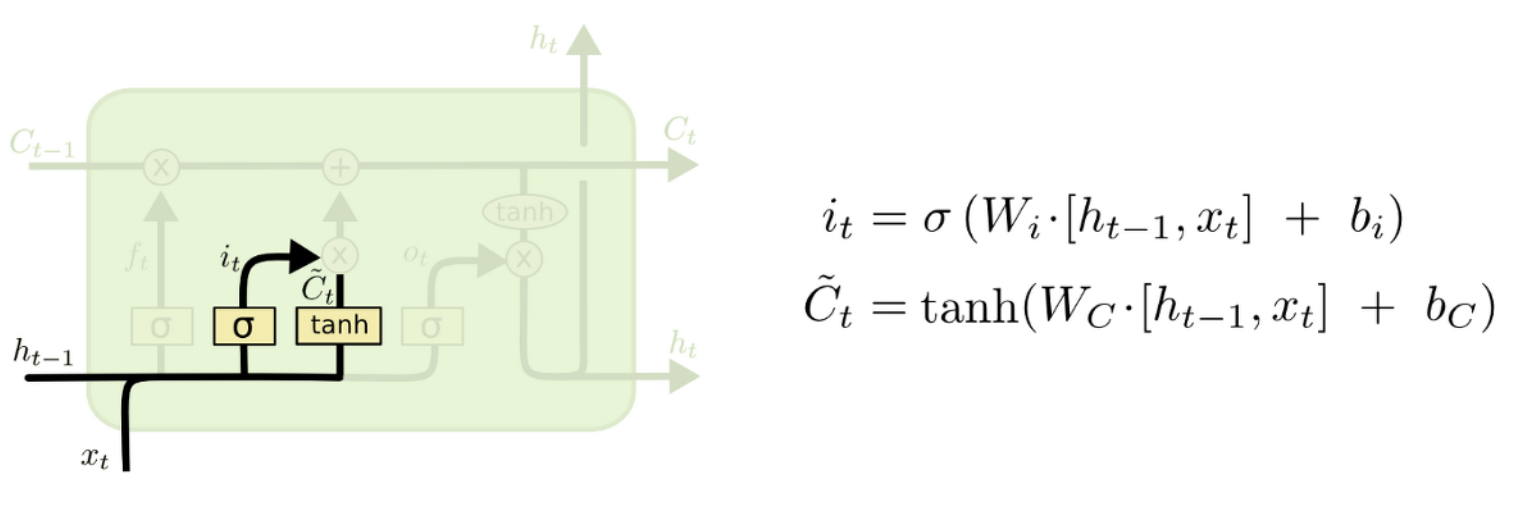 h_t
C_{t-1}
C_t
x
+
tanh
f_t
i_t
x
o_t
x
C̃_t
σ
σ
tanh
σ
h_{t-1}
h_t
x_t
i_t = σ (W_i·[h_{t-1}, x_t] + b_i)
C̃_t = tanh(W_C·[h_{t-1}, x_t] + b_C)